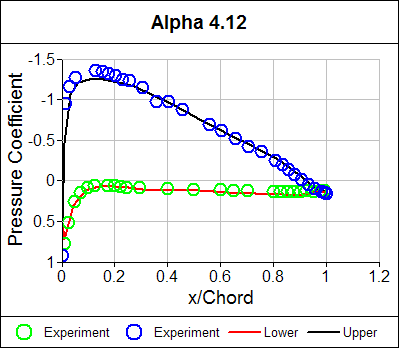 Alpha 4.12
-1.5
-1
-0.5
0
0.5
1
Pressure Coefficient
0 0.2 0.4 0.6 0.8 1 1.2
x/Chord
Experiment Experiment Lower Upper